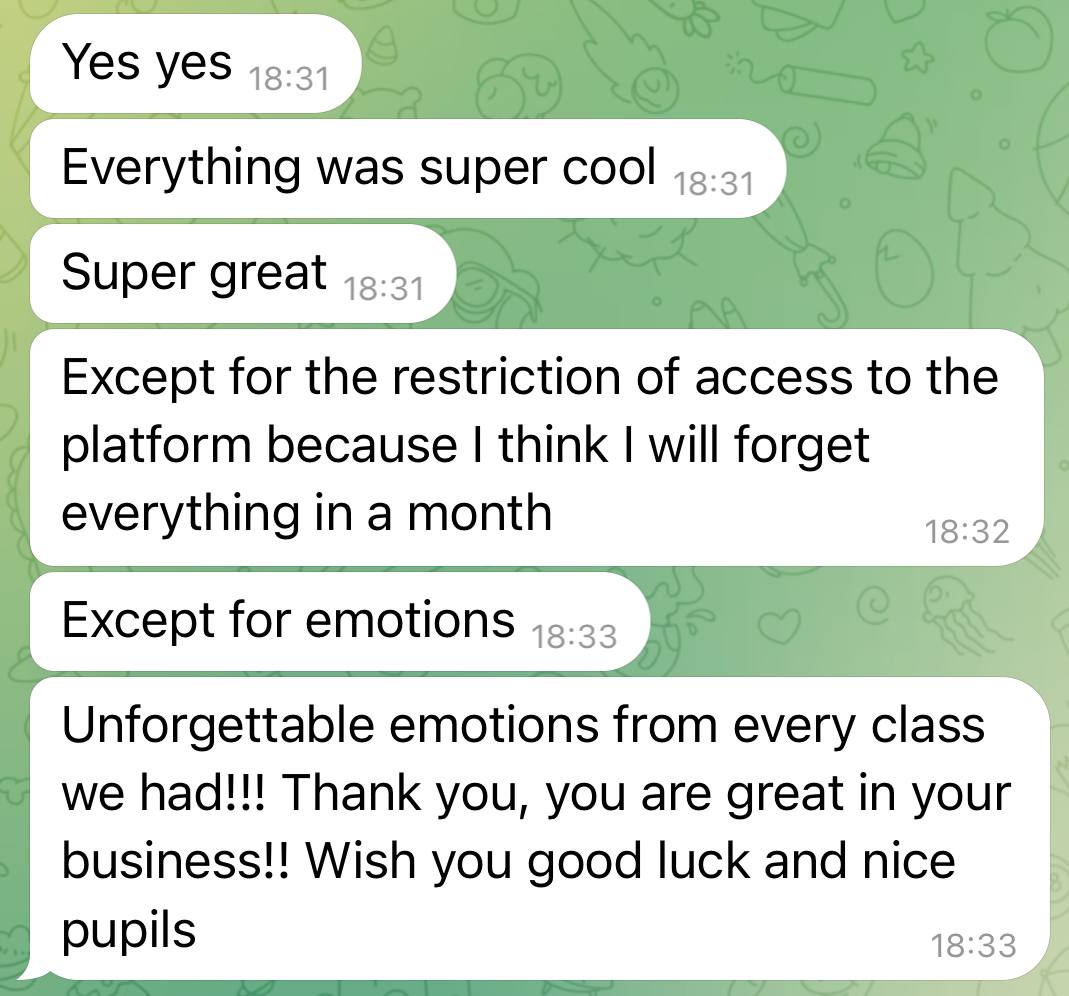 Yes yes 18:31
Everything was super cool 18:31
Super great 18:31
Except for the restriction of access to the
platform because I think I will forget
everything in a month 18:32
Except for emotions 18:33
Unforgettable emotions from every class
we had!!! Thank you, you are great in your
business!! Wish you good luck and nice
pupils 18:33